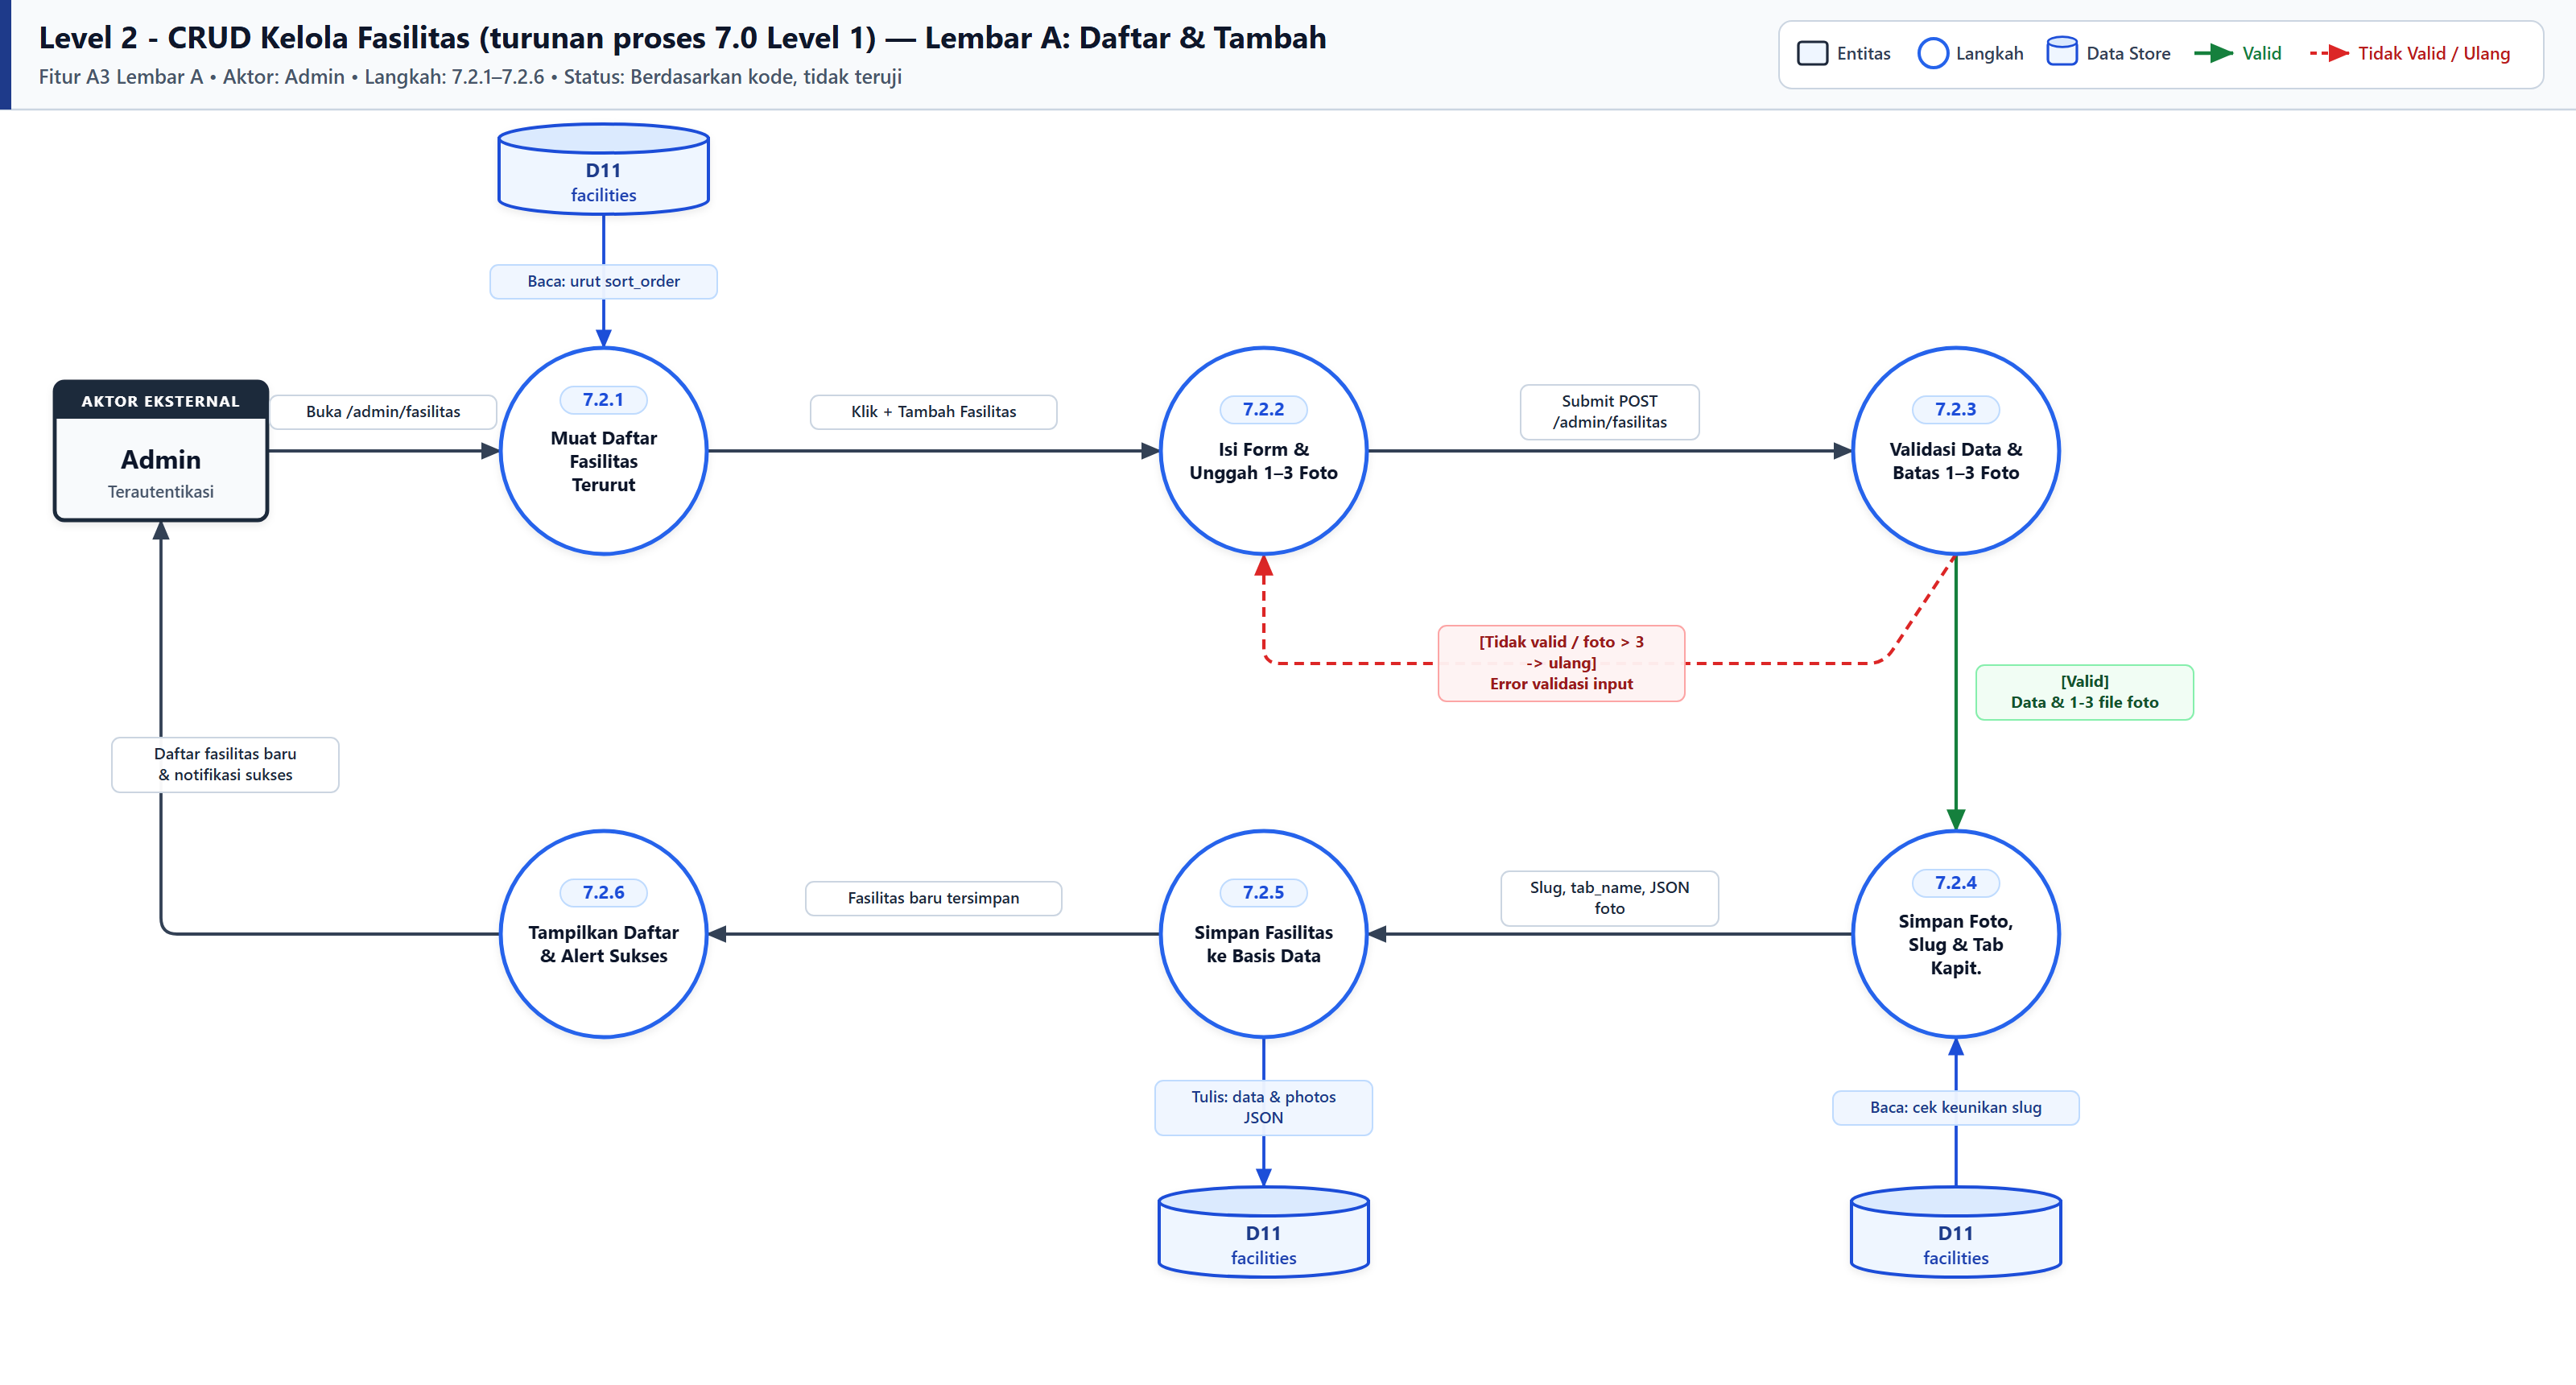 Level 2 - CRUD Kelola Fasilitas (turunan proses 7.0 Level 1) — Lembar A: Daftar & Tambah
Fitur A3 Lembar A • Aktor: Admin • Langkah: 7.2.1–7.2.6 • Status: Berdasarkan kode, tidak teruji
Entitas
Langkah
Data Store
Valid
Tidak Valid / Ulang
D11
facilities
Baca: urut sort_order
AKTOR EKSTERNAL
Admin
Terautentikasi
Buka /admin/fasilitas
7.2.1
Muat Daftar
Fasilitas
Terurut
Klik + Tambah Fasilitas
7.2.2
Isi Form &
Unggah 1–3 Foto
Submit POST
/admin/fasilitas
7.2.3
Validasi Data &
Batas 1–3 Foto
[Tidak valid / foto > 3
-> ulang]
Error validasi input
[Valid]
Data & 1-3 file foto
Daftar fasilitas baru
& notifikasi sukses
7.2.6
Tampilkan Daftar
& Alert Sukses
Fasilitas baru tersimpan
7.2.5
Simpan Fasilitas
ke Basis Data
Slug, tab_name, JSON
foto
7.2.4
Simpan Foto,
Slug & Tab
Kapit.
Tulis: data & photos
JSON
Baca: cek keunikan slug
D11
facilities
D11
facilities